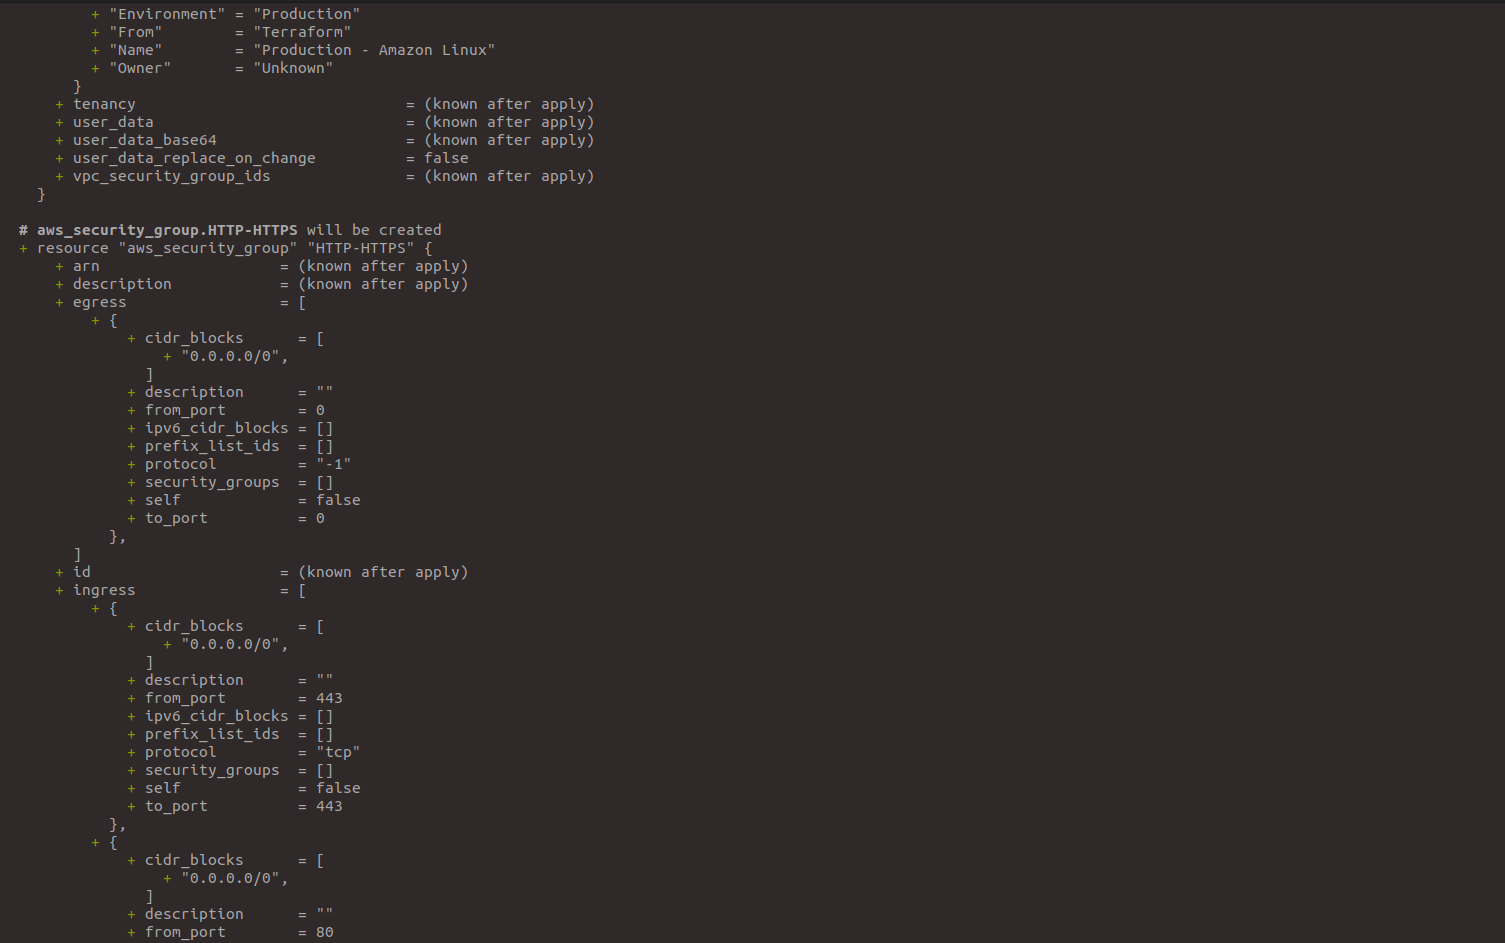 + "Environment" = "Production"
          + "From"        = "Terraform"
          + "Name"        = "Production - Amazon Linux"
          + "Owner"       = "Unknown"
        }
      + tenancy                              = (known after apply)
      + user_data                            = (known after apply)
      + user_data_base64                     = (known after apply)
      + user_data_replace_on_change          = false
      + vpc_security_group_ids               = (known after apply)
    }

  # aws_security_group.HTTP-HTTPS will be created
  + resource "aws_security_group" "HTTP-HTTPS" {
      + arn                    = (known after apply)
      + description            = (known after apply)
      + egress                 = [
          + {
              + cidr_blocks      = [
                  + "0.0.0.0/0",
                ]
              + description      = ""
              + from_port        = 0
              + ipv6_cidr_blocks = []
              + prefix_list_ids  = []
              + protocol         = "-1"
              + security_groups  = []
              + self             = false
              + to_port          = 0
            },
        ]
      + id                     = (known after apply)
      + ingress                = [
          + {
              + cidr_blocks      = [
                  + "0.0.0.0/0",
                ]
              + description      = ""
              + from_port        = 443
              + ipv6_cidr_blocks = []
              + prefix_list_ids  = []
              + protocol         = "tcp"
              + security_groups  = []
              + self             = false
              + to_port          = 443
            },
          + {
              + cidr_blocks      = [
                  + "0.0.0.0/0",
                ]
              + description      = ""
              + from_port        = 80